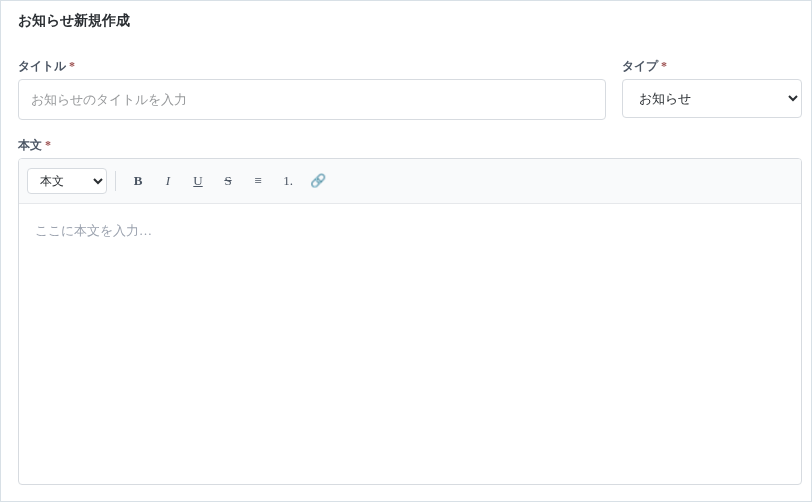 お知らせ新規作成
タイトル * タイプ *
お知らせのタイトルを入力 お知らせ
本文 *
本文 B I U S ≡ 1. 🔗
ここに本文を入力…